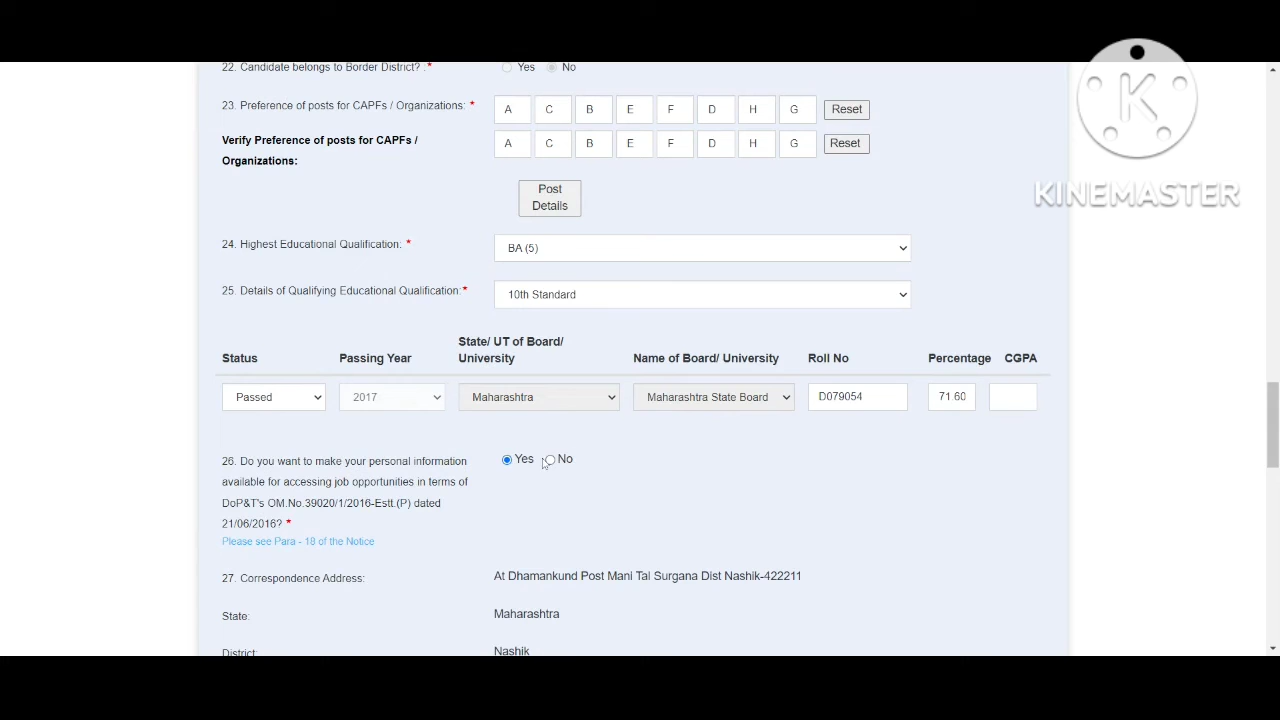 22. Candidate belongs to Border District? :* Yes No
23. Preference of posts for CAPFs / Organizations: * A C B E F D H G Reset
Verify Preference of posts for CAPFs / Organizations: A C B E F D H G Reset
Post Details
24. Highest Educational Qualification: * BA (5)
25. Details of Qualifying Educational Qualification:* 10th Standard
Status Passing Year State/ UT of Board/ University Name of Board/ University Roll No Percentage CGPA
Passed 2017 Maharashtra Maharashtra State Board D079054 71.60
26. Do you want to make your personal information Yes No
available for accessing job opportunities in terms of
DoP&T's OM.No.39020/1/2016-Estt.(P) dated
21/06/2016? *
Please see Para - 18 of the Notice
27. Correspondence Address: At Dhamankund Post Mani Tal Surgana Dist Nashik-422211
State: Maharashtra
District: Nashik
K
KINEMASTER